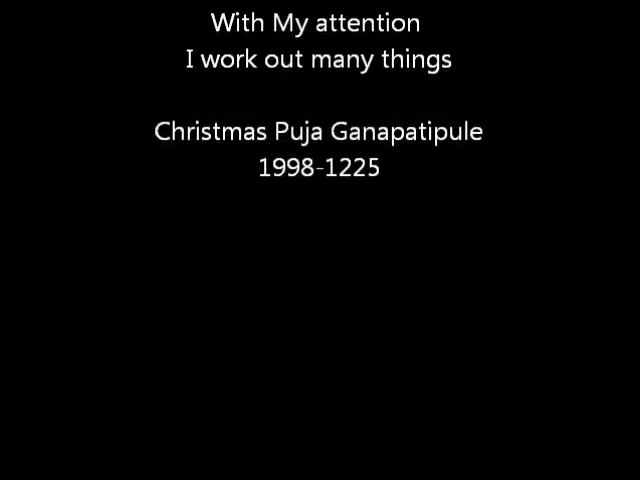 With My attention
I work out many things
Christmas Puja Ganapatipule
1998-1225